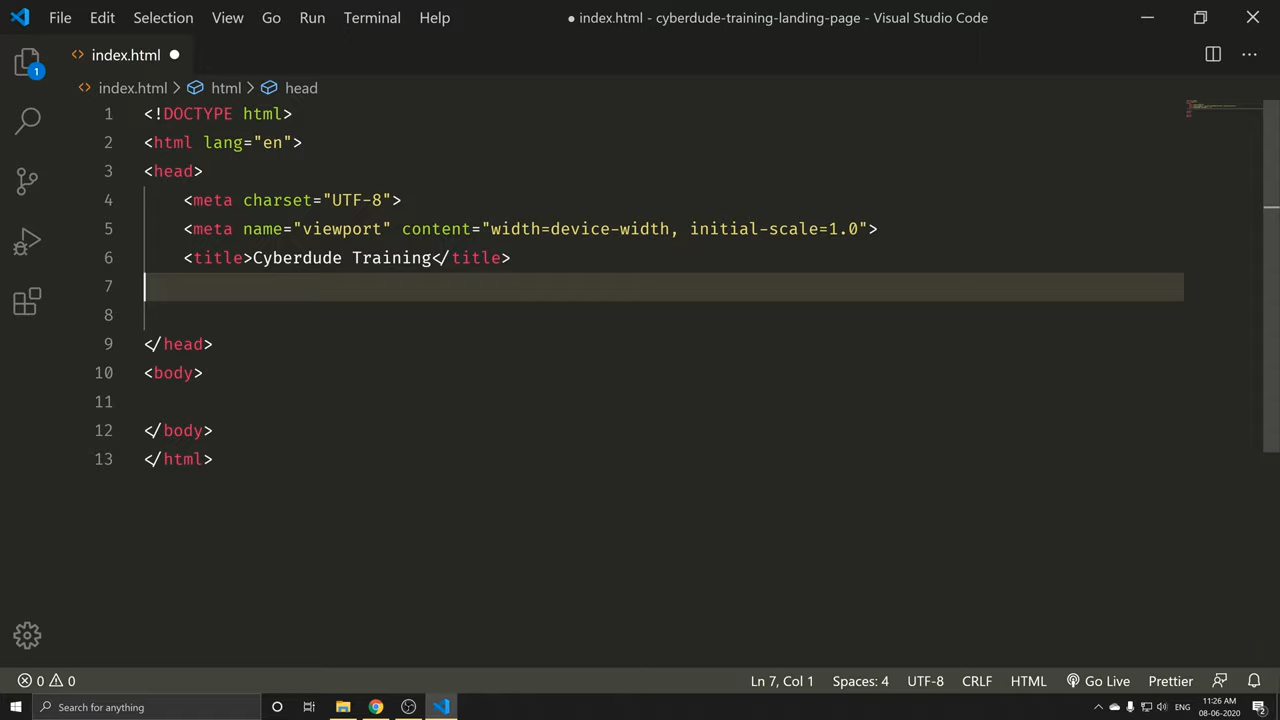 File Edit Selection View Go Run Terminal Help ● index.html - cyberdude-training-landing-page - Visual Studio Code
index.html
index.html > html > head
1 <!DOCTYPE html>
2 <html lang="en">
3 <head>
4 <meta charset="UTF-8">
5 <meta name="viewport" content="width=device-width, initial-scale=1.0">
6 <title>Cyberdude Training</title>
7
8
9 </head>
10 <body>
11
12 </body>
13 </html>
1
0 0 Ln 7, Col 1 Spaces: 4 UTF-8 CRLF HTML Go Live Prettier
Search for anything ENG 11:26 AM
08-06-2020 2